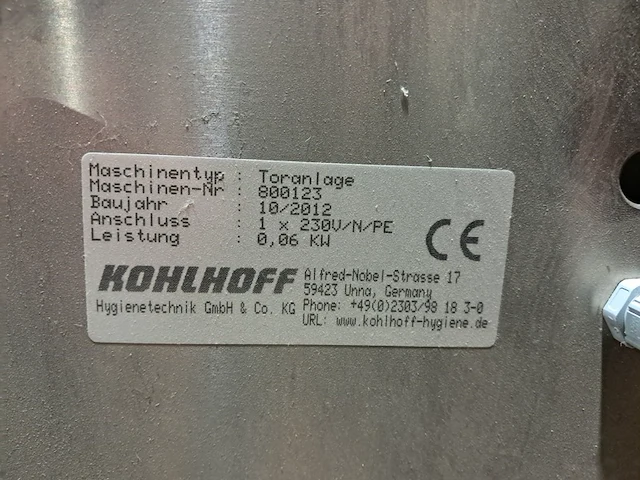 Maschinentyp : Toranlage
Maschinen-Nr : 800123
Baujahr : 10/2012
Anschluss : 1 x 230V/N/PE
Leistung : 0,06 KW
CE
KOHLHOFF
Hygienetechnik GmbH & Co. KG
Alfred-Nobel-Strasse 17
59423 Unna, Germany
Phone: +49(0)2303/98 18 3-0
URL: www.kohlhoff-hygiene.de